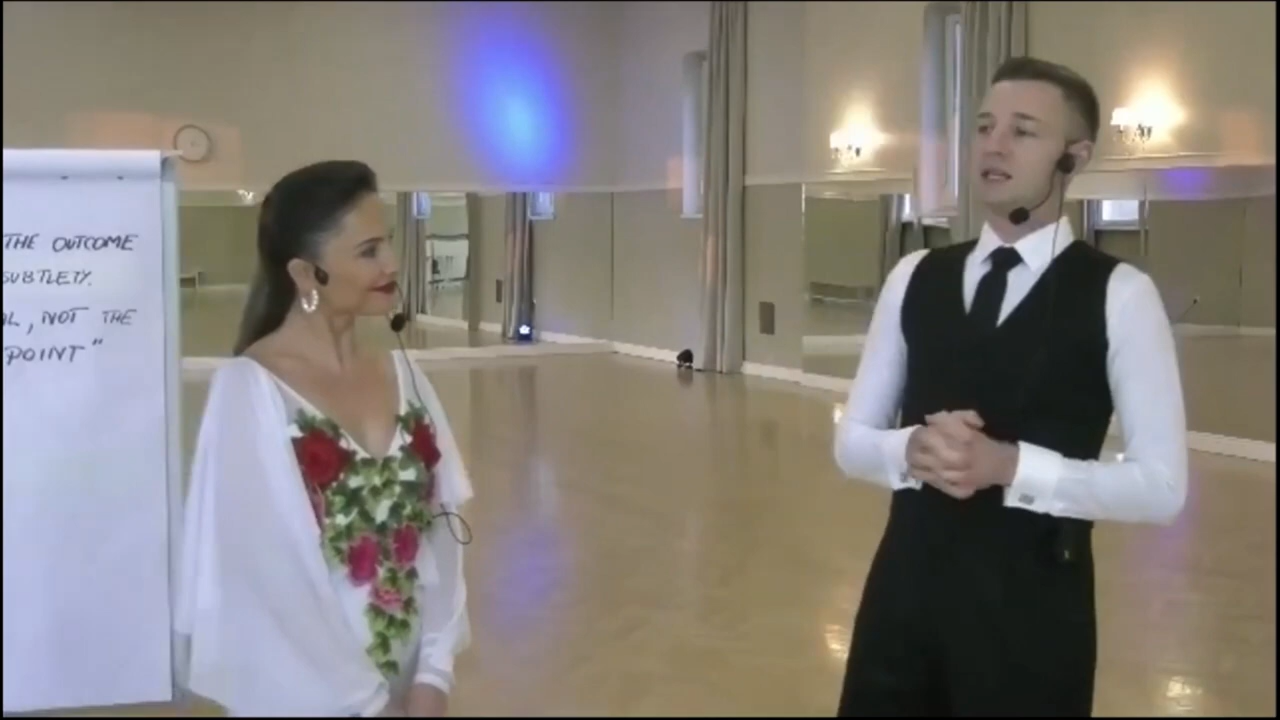 THE OUTCOME
SUBTLETY.
, NOT THE
POINT"